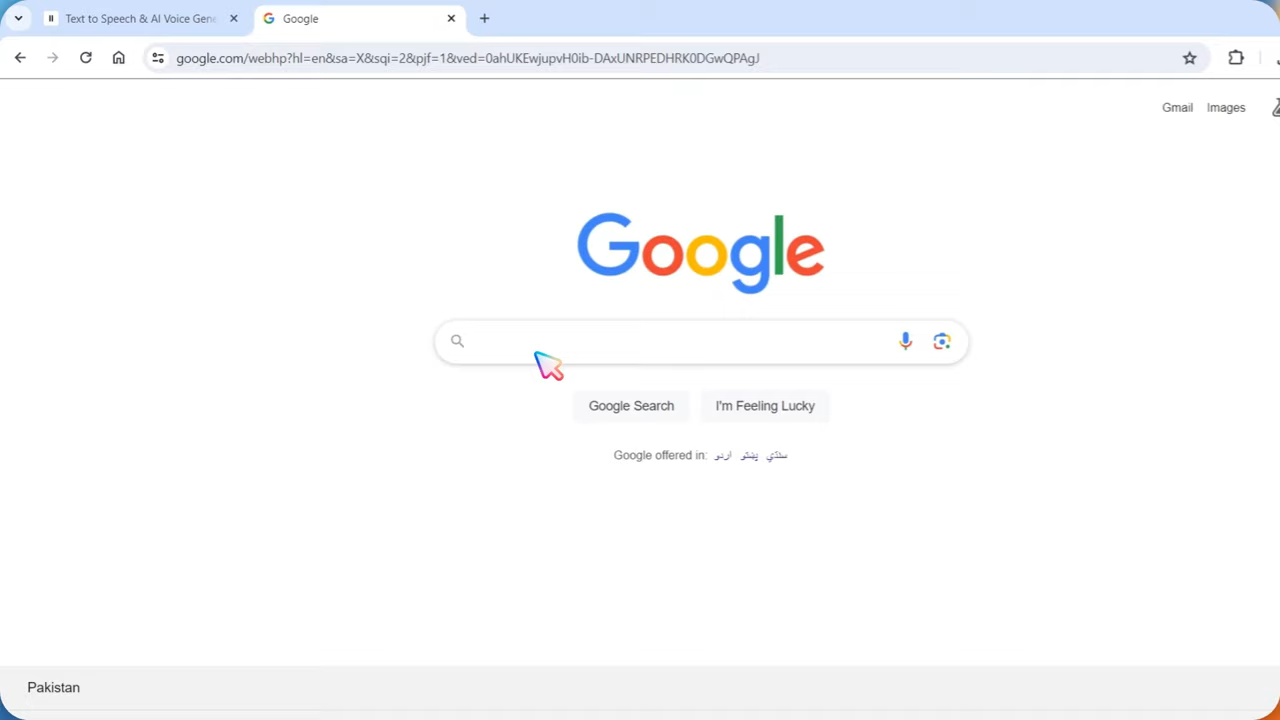 Text to Speech & AI Voice Gene
Google
google.com/webhp?hl=en&sa=X&sqi=2&pjf=1&ved=0ahUKEwjupvH0ib-DAxUNRPEDHRK0DGwQPAgJ
Gmail Images
Google
Google Search I'm Feeling Lucky
Google offered in: اردو پښتو سنڌي
Pakistan